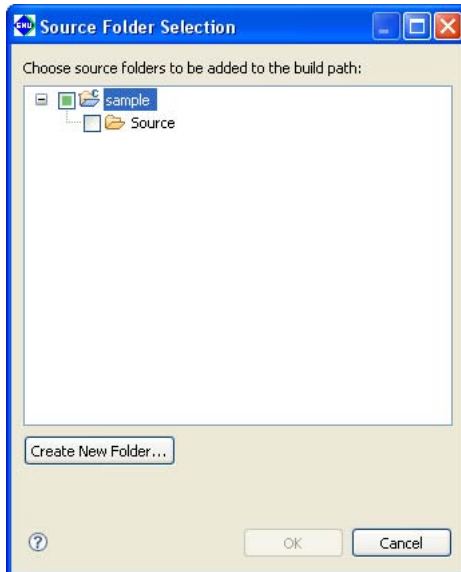 GNU Source Folder Selection
Choose source folders to be added to the build path:
C sample
Source
Create New Folder...
?
OK
Cancel